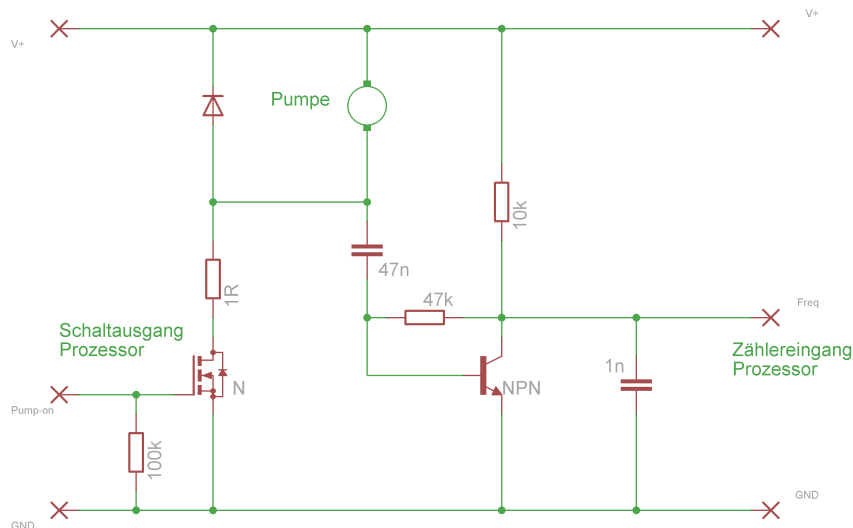 V+
V+
Pumpe
10k
47n
1R
47k
Freq
Schaltausgang
Prozessor
Zählereingang
Prozessor
1n
N
NPN
Pump-on
100k
GND
GND